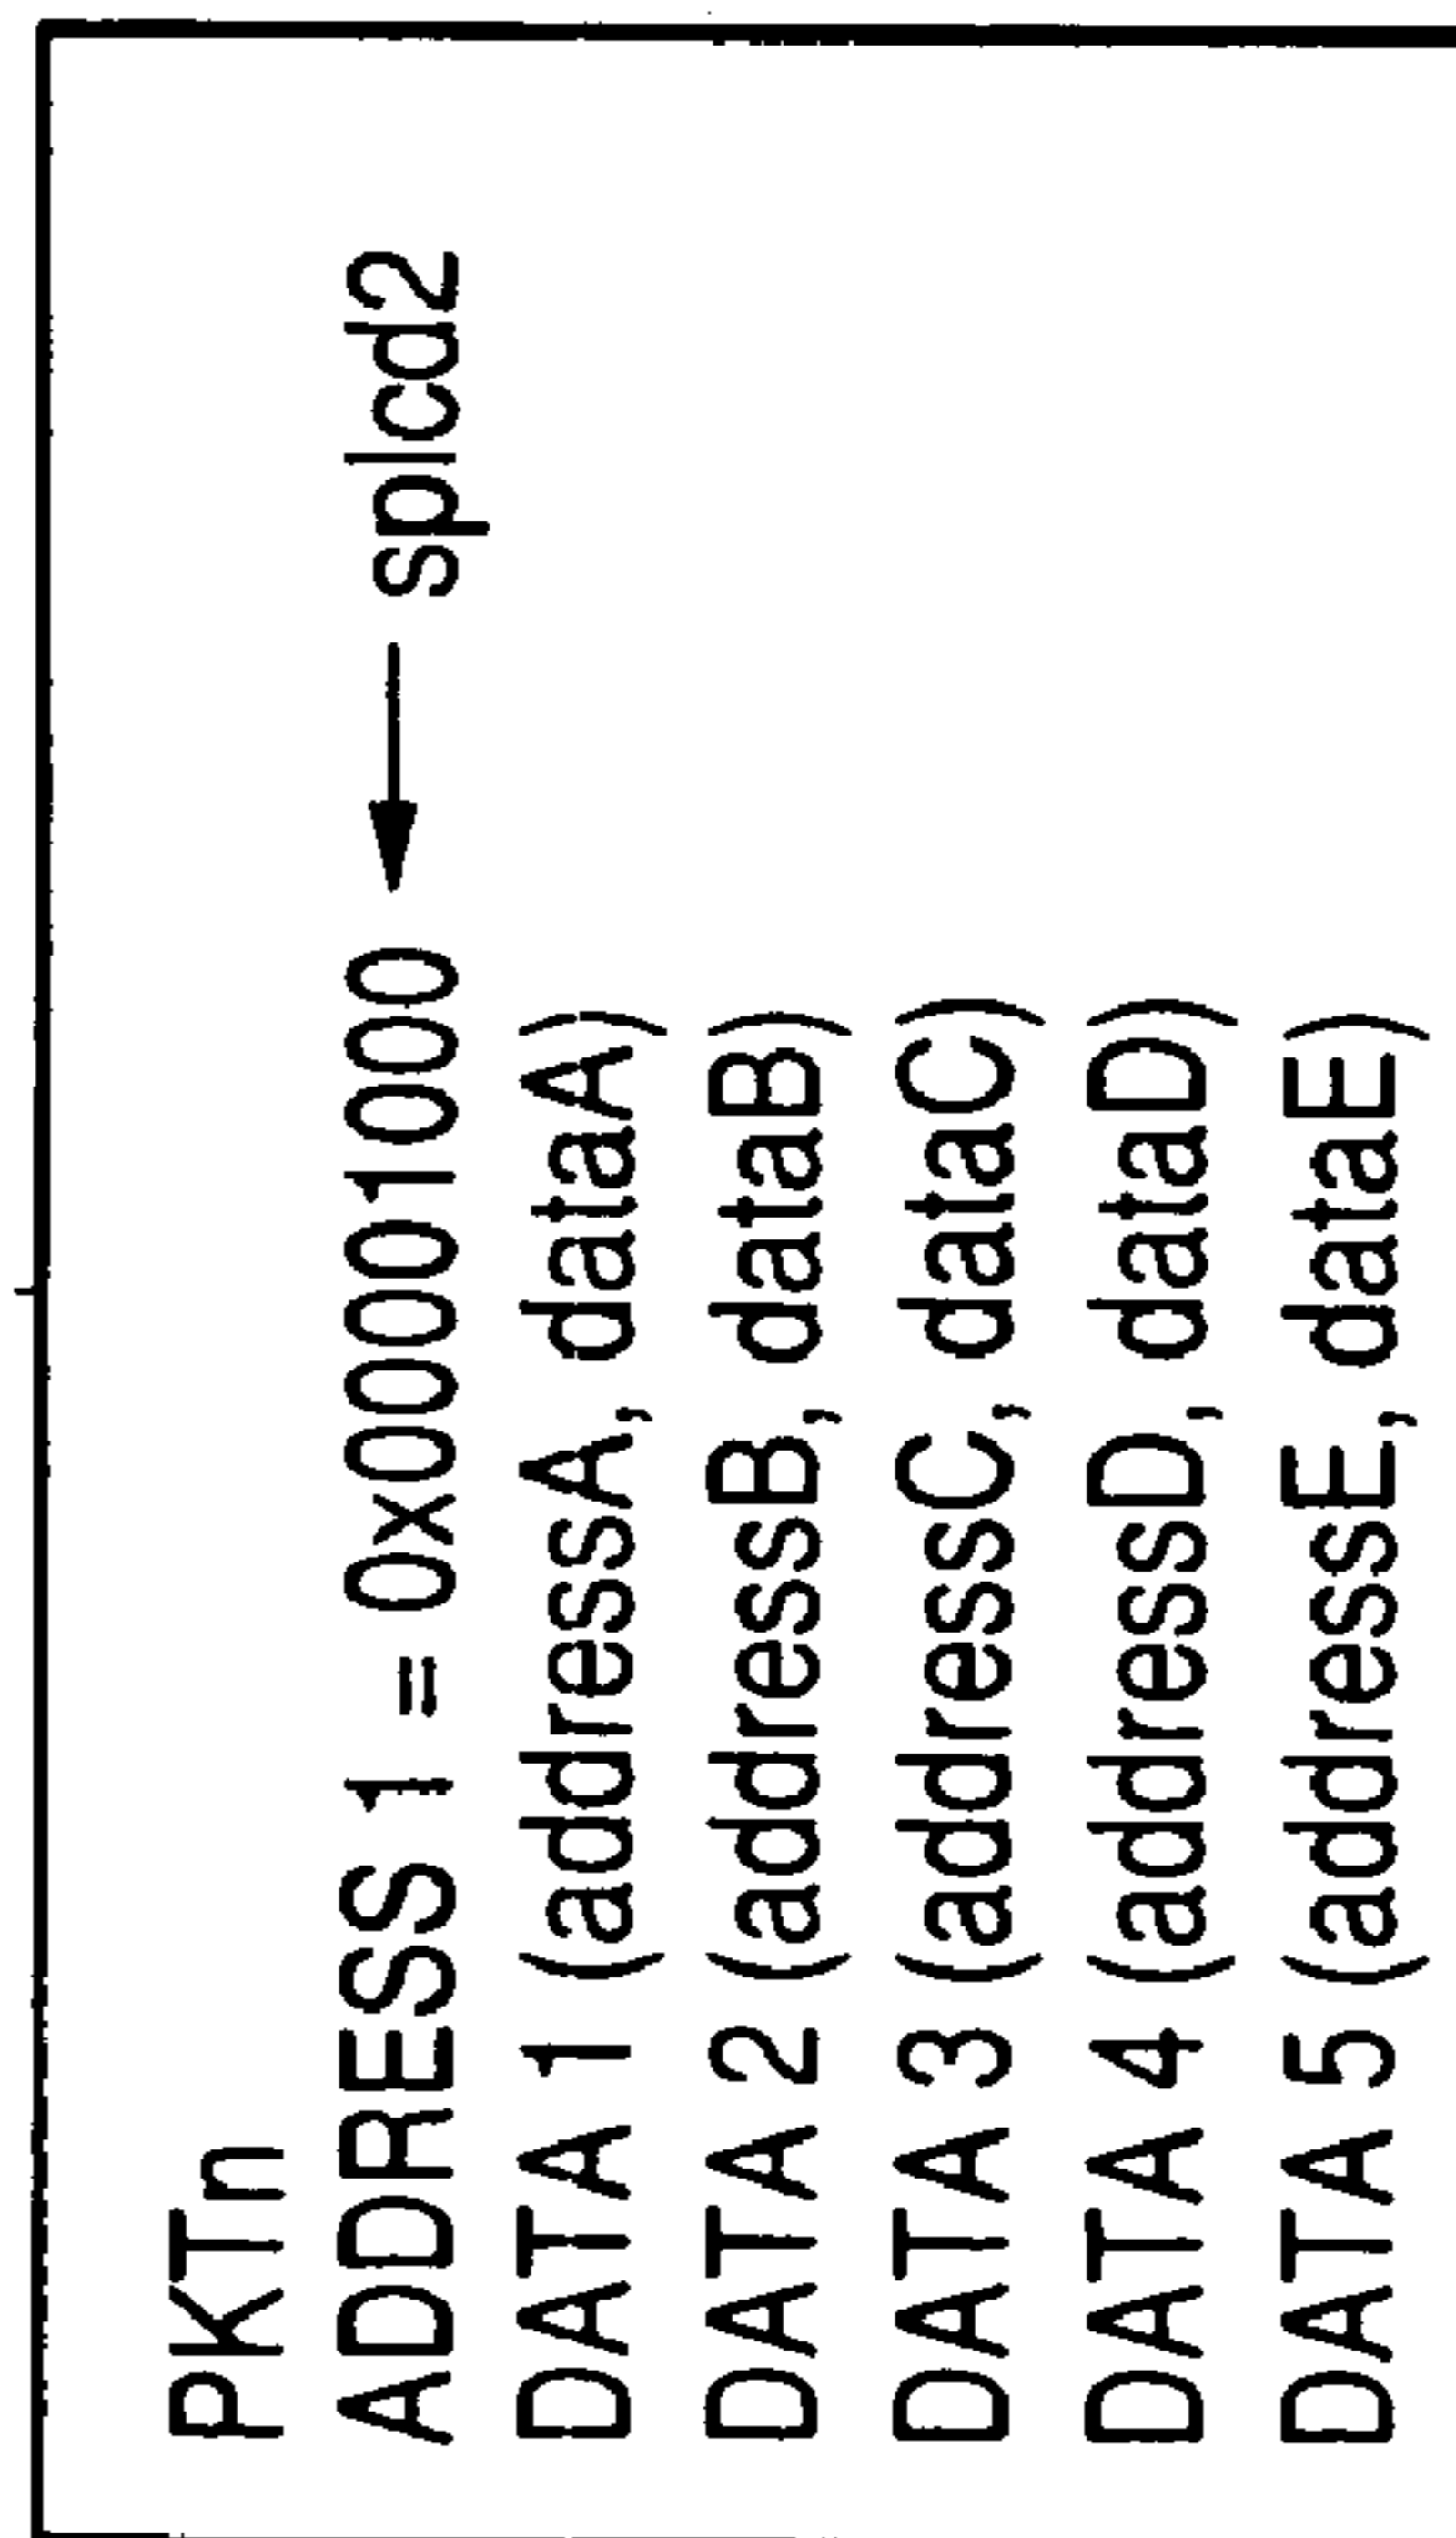 PKTn
ADDRESS 1 = 0x00001000 ← splcd2
DATA 1 (addressA, dataA)
DATA 2 (addressB, dataB)
DATA 3 (addressC, dataC)
DATA 4 (addressD, dataD)
DATA 5 (addressE, dataE)